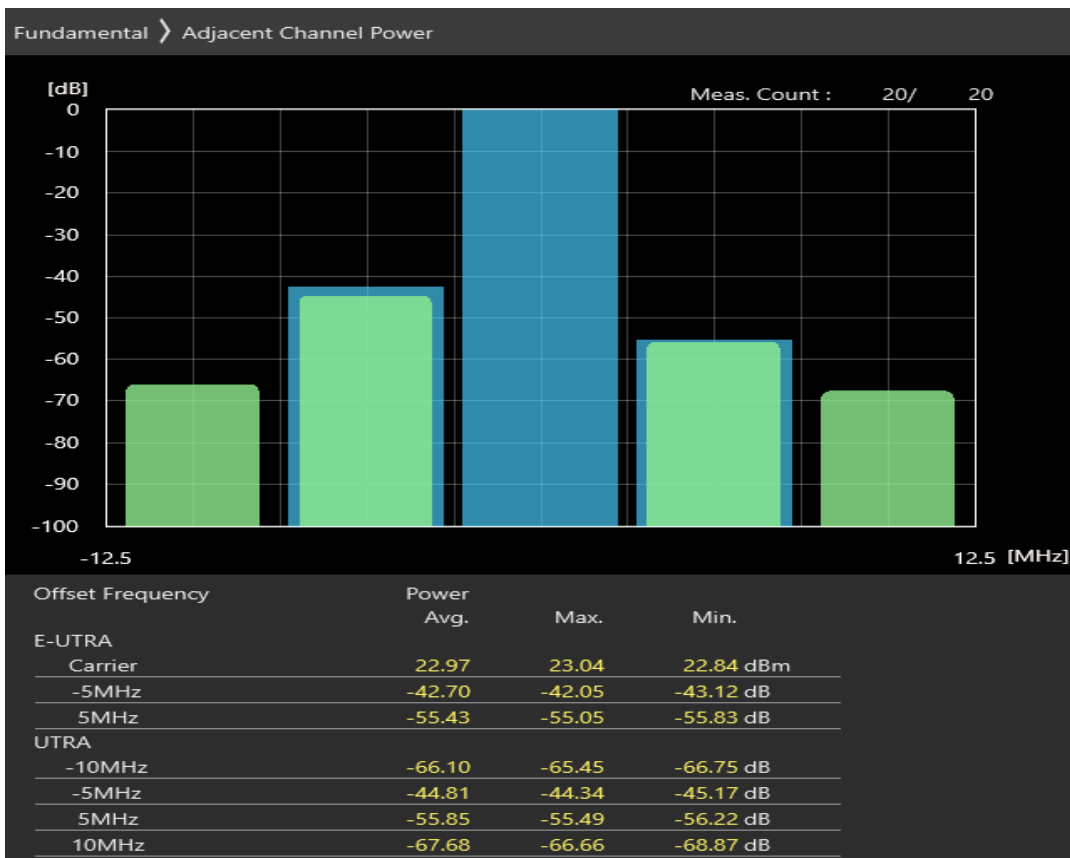 Fundamental 〉 Adjacent Channel Power
[dB]
Meas. Count : 20/ 20
0
-10
-20
-30
-40
-50
-60
-70
-80
-90
-100
-12.5 12.5 [MHz]
Offset Frequency Power
Avg. Max. Min.
E-UTRA
Carrier 22.97 23.04 22.84 dBm
-5MHz -42.70 -42.05 -43.12 dB
5MHz -55.43 -55.05 -55.83 dB
UTRA
-10MHz -66.10 -65.45 -66.75 dB
-5MHz -44.81 -44.34 -45.17 dB
5MHz -55.85 -55.49 -56.22 dB
10MHz -67.68 -66.66 -68.87 dB